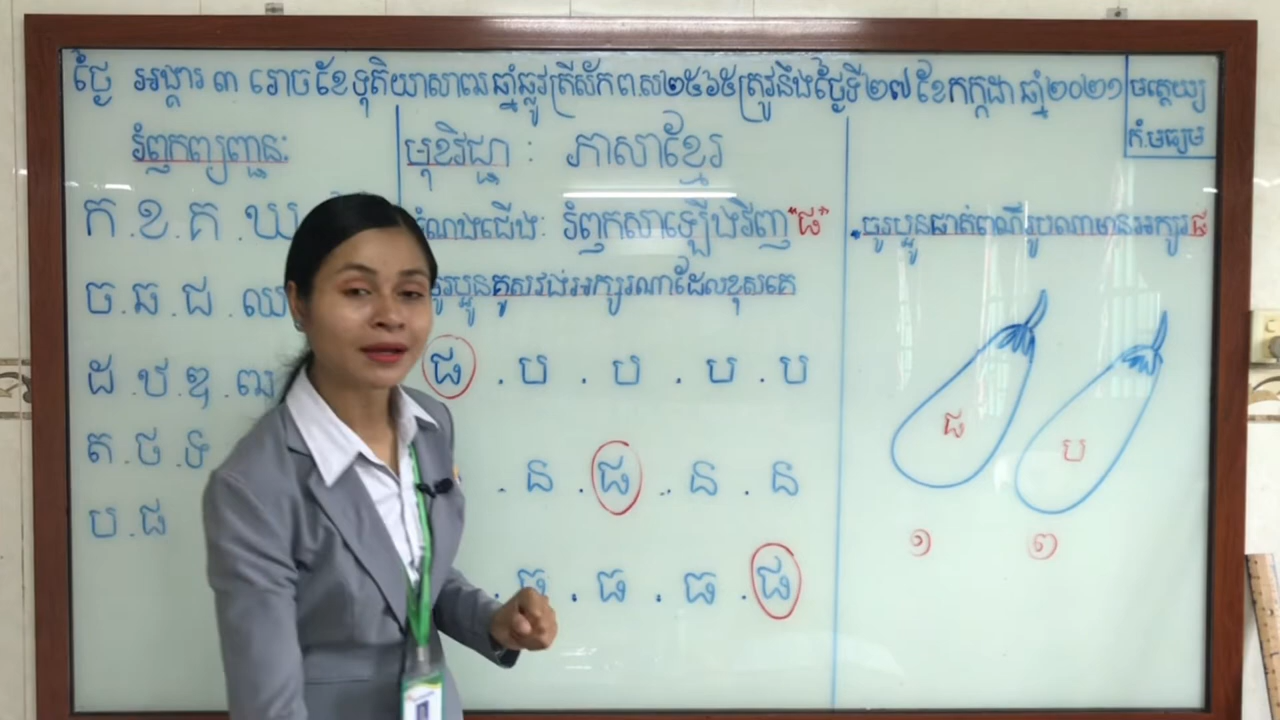 ថ្ងៃ អង្គារ ៣ រោច ខែទុតិយាសាឍ ឆ្នាំឆ្លូវ ត្រីស័ក ព.ស២៥៦៥ ត្រូវនឹងថ្ងៃទី២៧ ខែកក្កដា ឆ្នាំ២០២១
មត្តេយ្យ
កំ.មធ្យម
រំឭកព្យញ្ជនៈ
ក.ខ.គ.ឃ
ច.ឆ.ជ.ឈ
ដ.ឋ.ឌ.ឍ
ត.ថ.ទ
ប.ផ
មុខវិជ្ជា : ភាសាខ្មែរ
ចំណងជើង: រំឭកសាឡើងវិញ"ផ"
ចូរប្អូនគូសវង់អក្សរណាដែលខុសគេ
ផ .ប .ប .ប .ប
.ន .ផ .ន .ន
.ធ .ធ .ធ .ផ
.ចូរប្អូនផាត់ពណ៌រូបណាមានអក្សរផ
ផ ប
១ ២